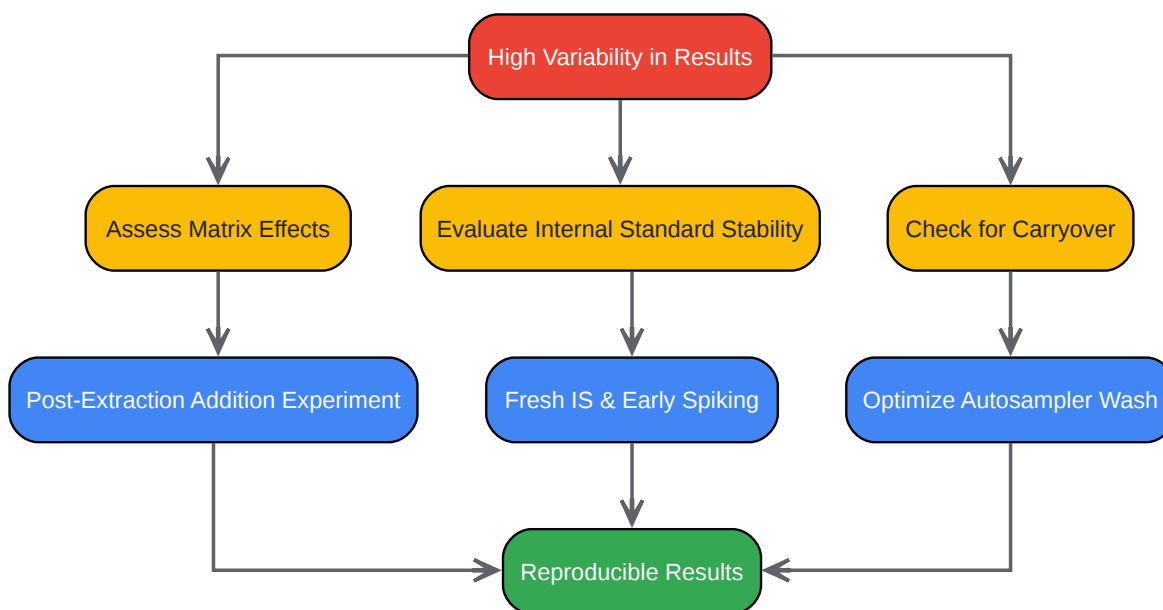 High Variability in Results
Assess Matrix Effects
Evaluate Internal Standard Stability
Check for Carryover
Post-Extraction Addition Experiment
Fresh IS & Early Spiking
Optimize Autosampler Wash
Reproducible Results